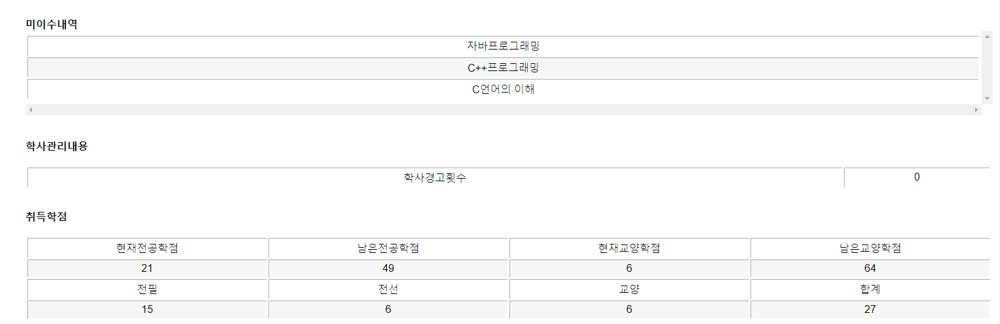 미이수내역
자바프로그래밍
C++프로그래밍
C언어의 이해
학사관리내용
학사경고횟수 0
취득학점
현재전공학점 남은전공학점 현재교양학점 남은교양학점
21 49 6 64
전필 전선 교양 합계
15 6 6 27